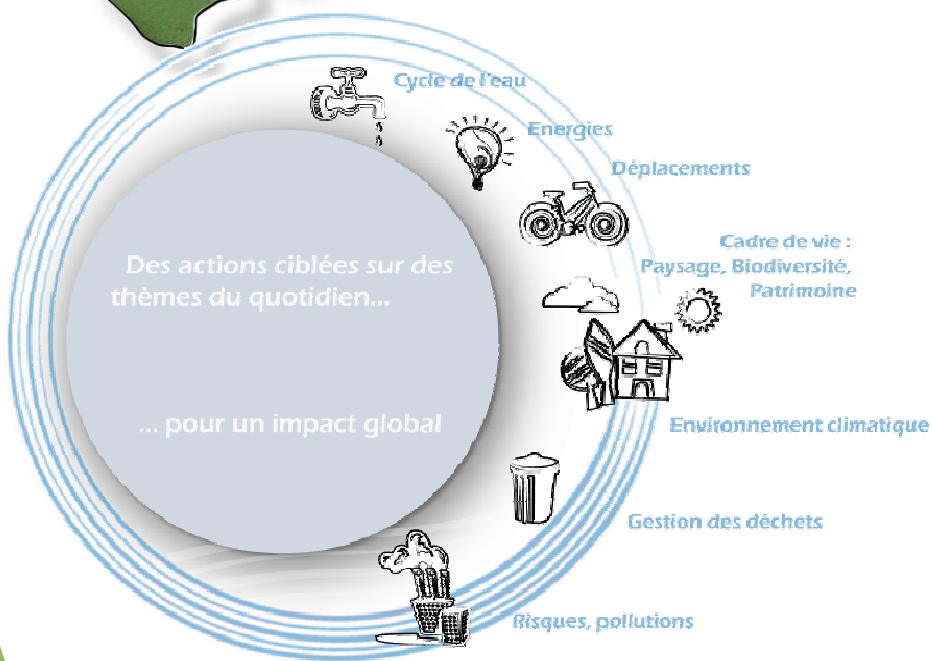 Cycle de l'eau
Energies
Déplacements
Cadre de vie :
Paysage, Biodiversité,
Patrimoine
Des actions ciblées sur des
thèmes du quotidien...
... pour un impact global
Environnement climatique
Gestion des déchets
Risques, pollutions